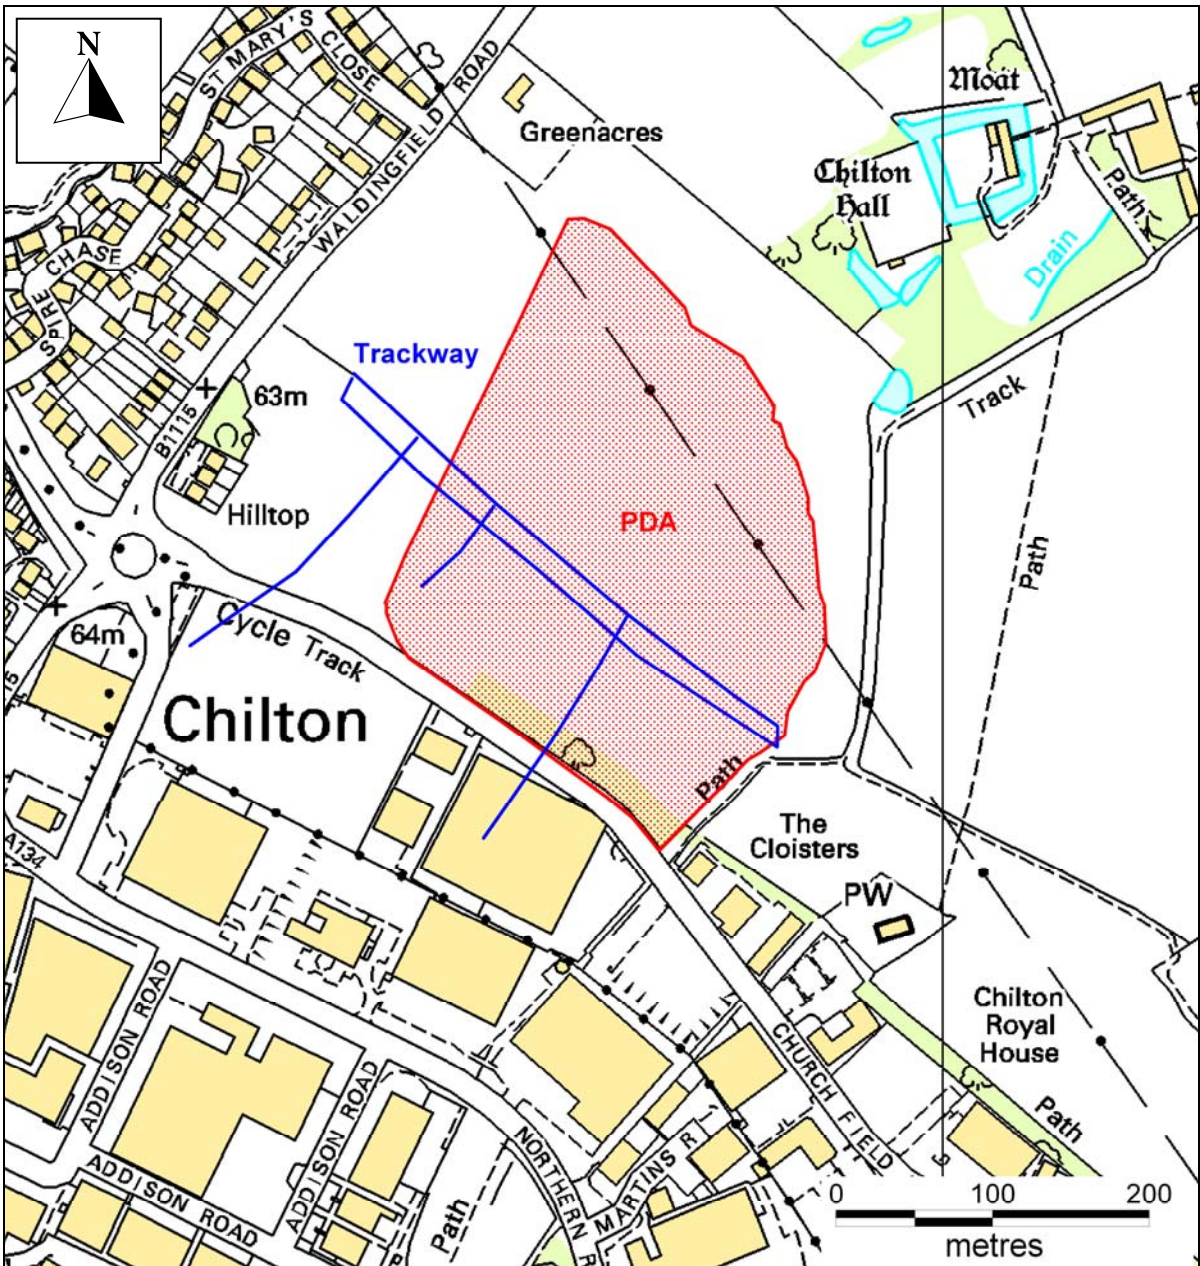 N
ST MARY'S
CLOSE
WALDINGFIELD ROAD
Greenacres
Moat
Chilton
Hall
Path
Drain
SPIRE CHASE
Trackway
63m
B1115
Track
Hilltop
PDA
Path
64m
Cycle Track
Chilton
Path
The
Cloisters
PW
A134
ADDISON ROAD
Chilton
Royal
House
CHURCH FIELD
Path
ADDISON ROAD
ADDISON ROAD
Path
NORTHERN R
MARTINS R
0 100 200
metres